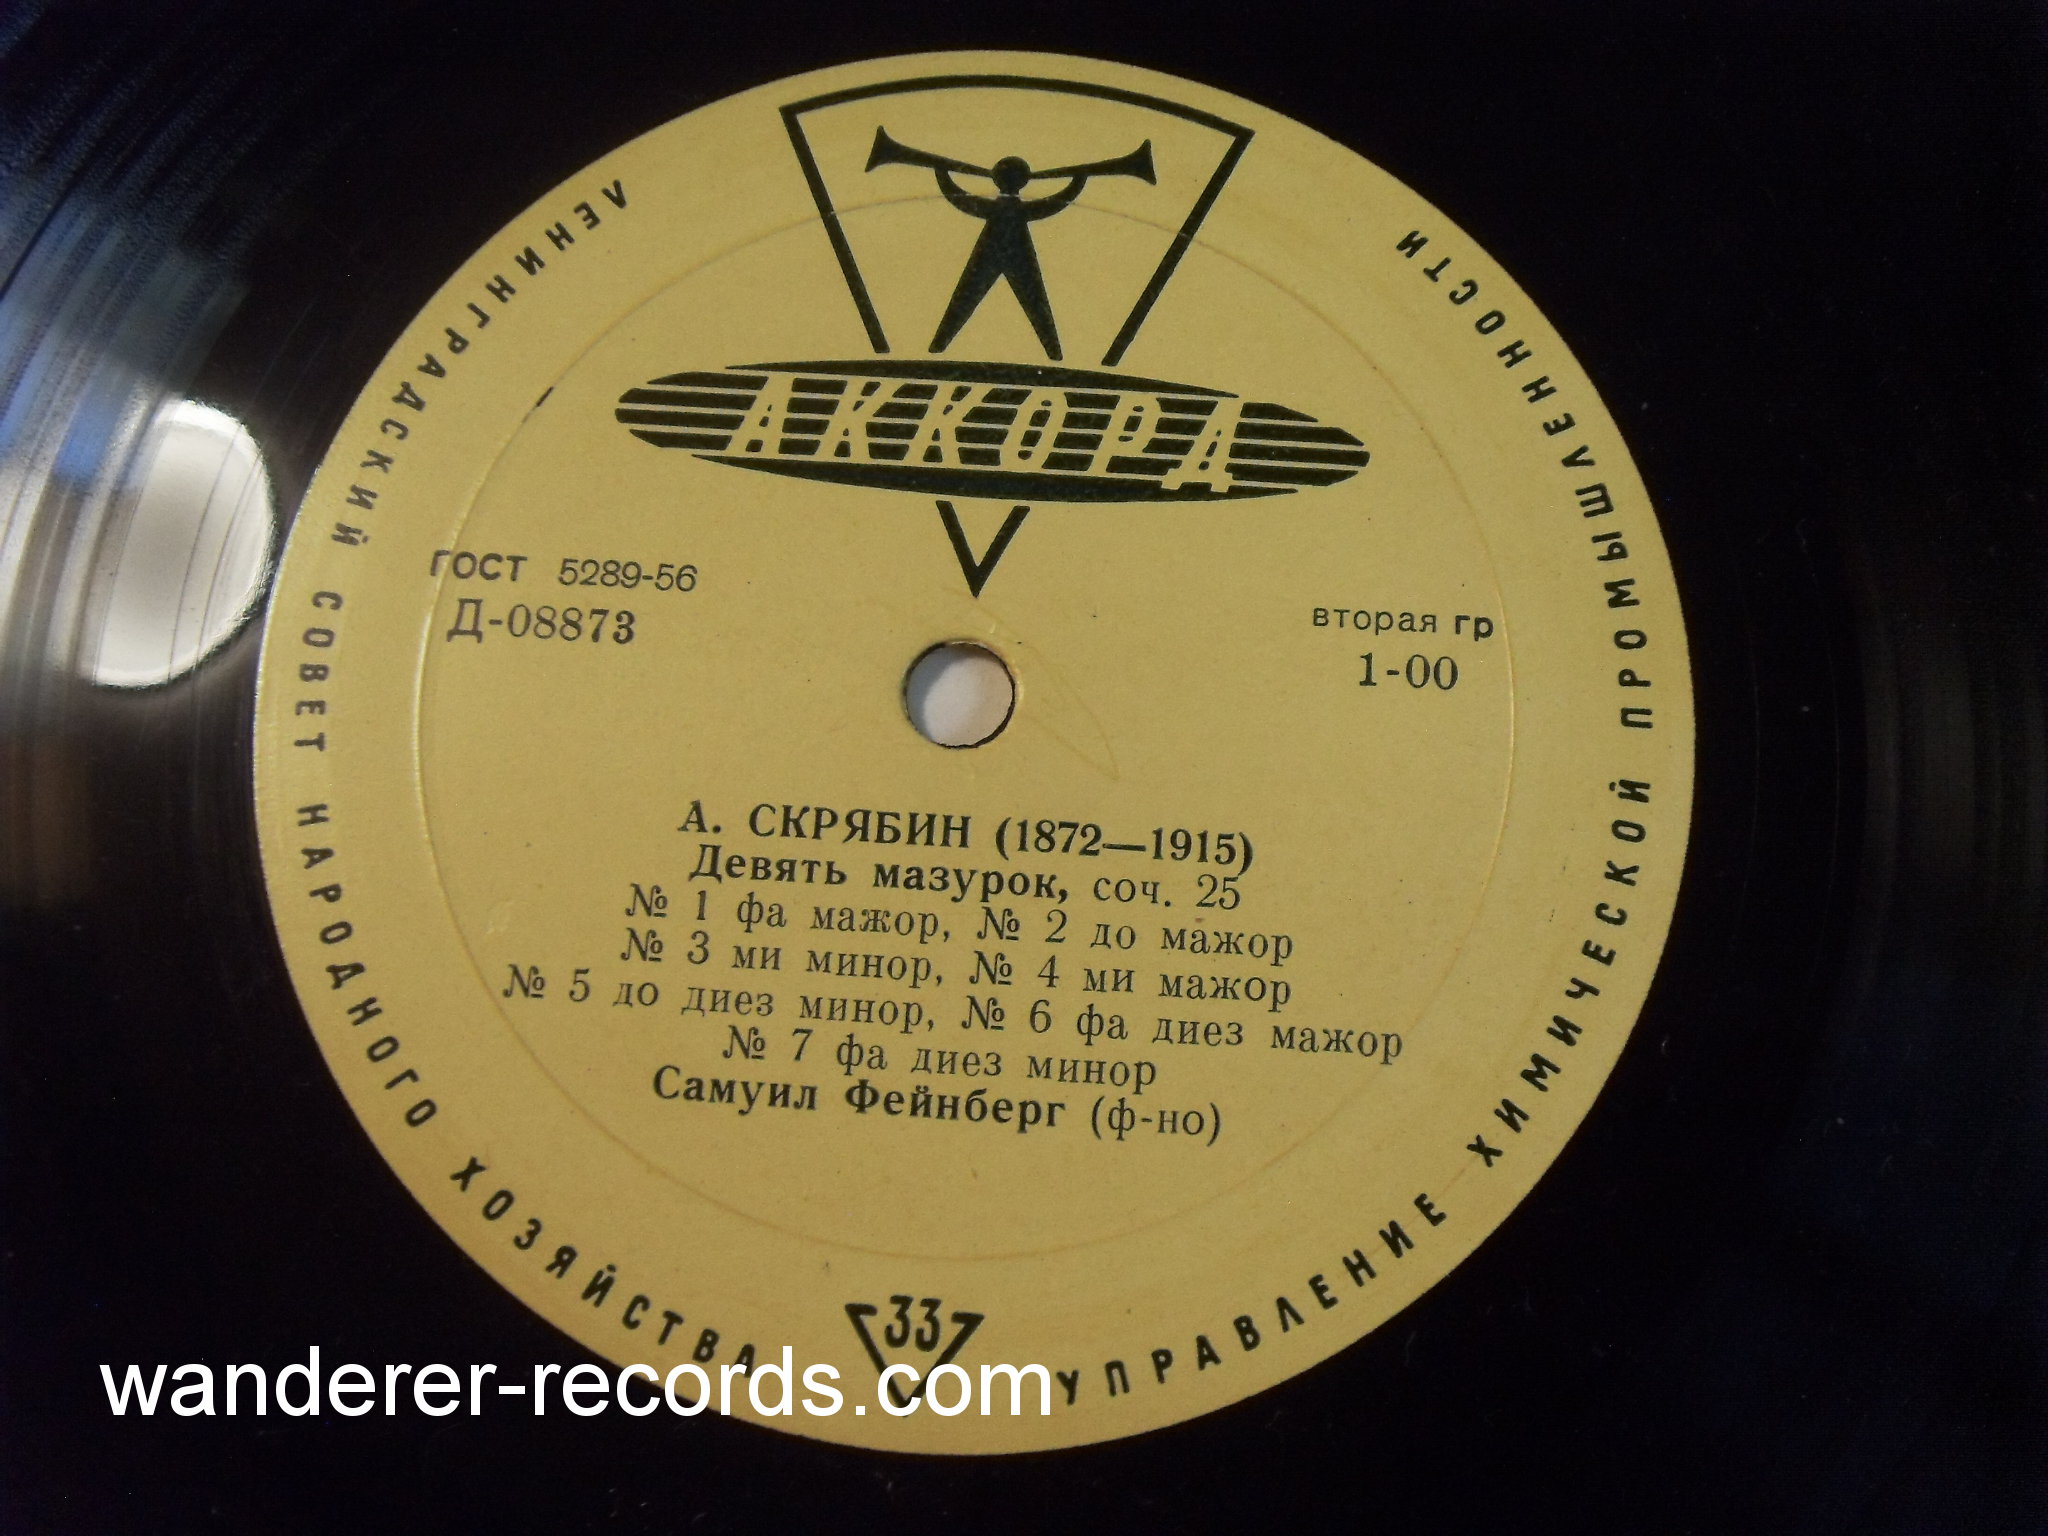 ЛЕНИНГРАДСКИЙ СОВЕТ НАРОДНОГО ХОЗЯЙСТВА
УПРАВЛЕНИЕ ХИМИЧЕСКОЙ ПРОМЫШЛЕННОСТИ
АККОРД
ГОСТ 5289-56
Д-08873
вторая гр
1-00
А. СКРЯБИН (1872—1915)
Девять мазурок, соч. 25
№ 1 фа мажор, № 2 до мажор
№ 3 ми минор, № 4 ми мажор
№ 5 до диез минор, № 6 фа диез мажор
№ 7 фа диез минор
Самуил Фейнберг (ф-но)
33
wanderer-records.com